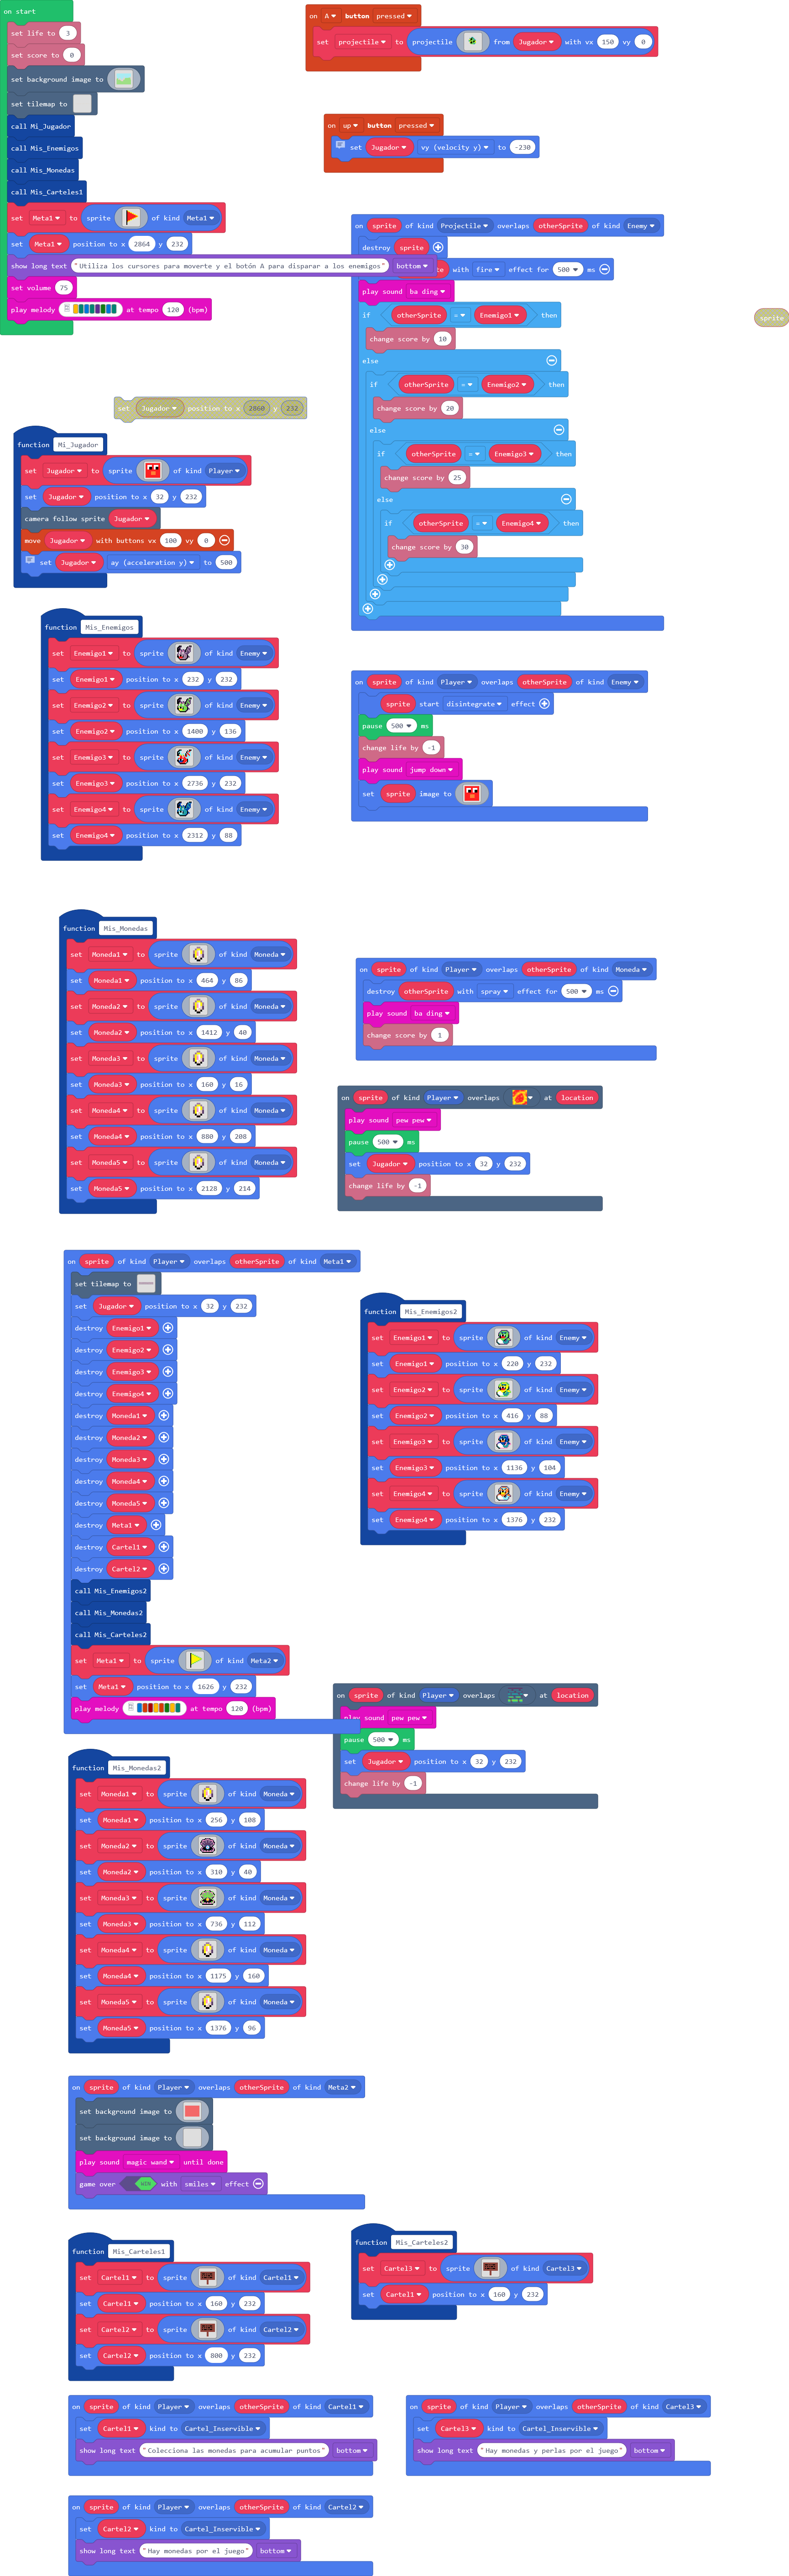 on start
set life to 3
set score to 0
set background image to
set tilemap to
call Mi_Jugador
call Mis_Enemigos
call Mis_Monedas
call Mis_Carteles1
set Meta1 to sprite of kind Meta1
set Meta1 position to x 2864 y 232
show long text "Utiliza los cursores para moverte y el botón A para disparar a los enemigos" bottom
set volume 75
play melody at tempo 120 (bpm)
on A button pressed
set projectile to projectile from Jugador with vx 150 vy 0
on up button pressed
set Jugador vy (velocity y) to -230
on sprite of kind Projectile overlaps otherSprite of kind Enemy
destroy sprite
with fire effect for 500 ms
play sound ba ding
if otherSprite = Enemigo1 then
change score by 10
else
if otherSprite = Enemigo2 then
change score by 20
else
if otherSprite = Enemigo3 then
change score by 25
else
if otherSprite = Enemigo4 then
change score by 30
sprite
set Jugador position to x 2860 y 232
function Mi_Jugador
set Jugador to sprite of kind Player
set Jugador position to x 32 y 232
camera follow sprite Jugador
move Jugador with buttons vx 100 vy 0
set Jugador ay (acceleration y) to 500
function Mis_Enemigos
set Enemigo1 to sprite of kind Enemy
set Enemigo1 position to x 232 y 232
set Enemigo2 to sprite of kind Enemy
set Enemigo2 position to x 1400 y 136
set Enemigo3 to sprite of kind Enemy
set Enemigo3 position to x 2736 y 232
set Enemigo4 to sprite of kind Enemy
set Enemigo4 position to x 2312 y 88
on sprite of kind Player overlaps otherSprite of kind Enemy
sprite start disintegrate effect
pause 500 ms
change life by -1
play sound jump down
set sprite image to
function Mis_Monedas
set Moneda1 to sprite of kind Moneda
set Moneda1 position to x 464 y 86
set Moneda2 to sprite of kind Moneda
set Moneda2 position to x 1412 y 40
set Moneda3 to sprite of kind Moneda
set Moneda3 position to x 160 y 16
set Moneda4 to sprite of kind Moneda
set Moneda4 position to x 880 y 208
set Moneda5 to sprite of kind Moneda
set Moneda5 position to x 2128 y 214
on sprite of kind Player overlaps otherSprite of kind Moneda
destroy otherSprite with spray effect for 500 ms
play sound ba ding
change score by 1
on sprite of kind Player overlaps at location
play sound pew pew
pause 500 ms
set Jugador position to x 32 y 232
change life by -1
on sprite of kind Player overlaps otherSprite of kind Meta1
set tilemap to
set Jugador position to x 32 y 232
destroy Enemigo1
destroy Enemigo2
destroy Enemigo3
destroy Enemigo4
destroy Moneda1
destroy Moneda2
destroy Moneda3
destroy Moneda4
destroy Moneda5
destroy Meta1
destroy Cartel1
destroy Cartel2
call Mis_Enemigos2
call Mis_Monedas2
call Mis_Carteles2
set Meta1 to sprite of kind Meta2
set Meta1 position to x 1626 y 232
play melody at tempo 120 (bpm)
function Mis_Enemigos2
set Enemigo1 to sprite of kind Enemy
set Enemigo1 position to x 220 y 232
set Enemigo2 to sprite of kind Enemy
set Enemigo2 position to x 416 y 88
set Enemigo3 to sprite of kind Enemy
set Enemigo3 position to x 1136 y 104
set Enemigo4 to sprite of kind Enemy
set Enemigo4 position to x 1376 y 232
on sprite of kind Player overlaps at location
play sound pew pew
pause 500 ms
set Jugador position to x 32 y 232
change life by -1
function Mis_Monedas2
set Moneda1 to sprite of kind Moneda
set Moneda1 position to x 256 y 108
set Moneda2 to sprite of kind Moneda
set Moneda2 position to x 310 y 40
set Moneda3 to sprite of kind Moneda
set Moneda3 position to x 736 y 112
set Moneda4 to sprite of kind Moneda
set Moneda4 position to x 1175 y 160
set Moneda5 to sprite of kind Moneda
set Moneda5 position to x 1376 y 96
on sprite of kind Player overlaps otherSprite of kind Meta2
set background image to
set background image to
play sound magic wand until done
game over WIN with smiles effect
function Mis_Carteles1
set Cartel1 to sprite of kind Cartel1
set Cartel1 position to x 160 y 232
set Cartel2 to sprite of kind Cartel2
set Cartel2 position to x 800 y 232
function Mis_Carteles2
set Cartel3 to sprite of kind Cartel3
set Cartel1 position to x 160 y 232
on sprite of kind Player overlaps otherSprite of kind Cartel1
set Cartel1 kind to Cartel_Inservible
show long text "Colecciona las monedas para acumular puntos" bottom
on sprite of kind Player overlaps otherSprite of kind Cartel3
set Cartel3 kind to Cartel_Inservible
show long text "Hay monedas y perlas por el juego" bottom
on sprite of kind Player overlaps otherSprite of kind Cartel2
set Cartel2 kind to Cartel_Inservible
show long text "Hay monedas por el juego" bottom